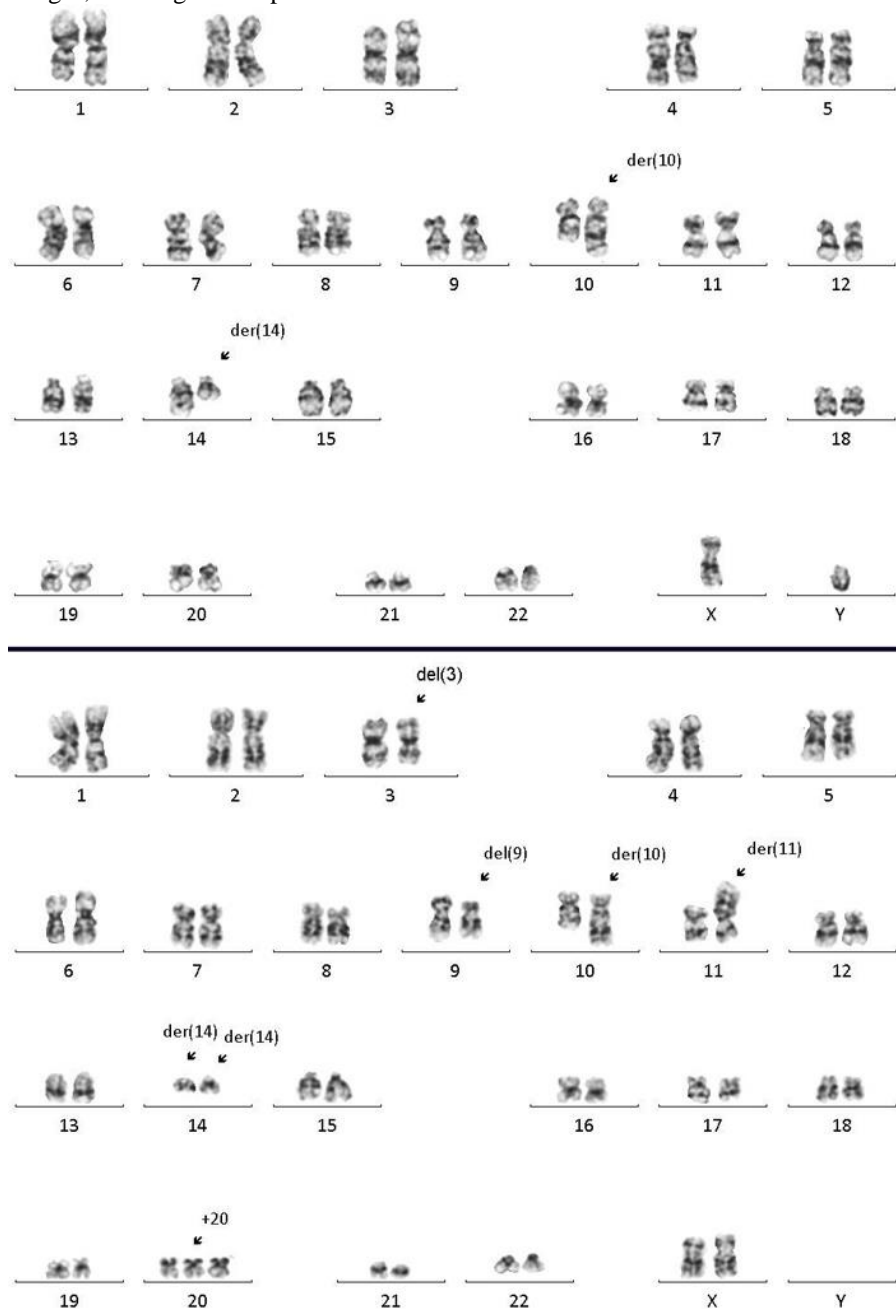 1 2 3 4 5
der(10)
6 7 8 9 10 11 12
der(14)
13 14 15 16 17 18
19 20 21 22 X Y
del(3)
1 2 3 4 5
del(9) der(10) der(11)
6 7 8 9 10 11 12
der(14) der(14)
13 14 15 16 17 18
+20
19 20 21 22 X Y